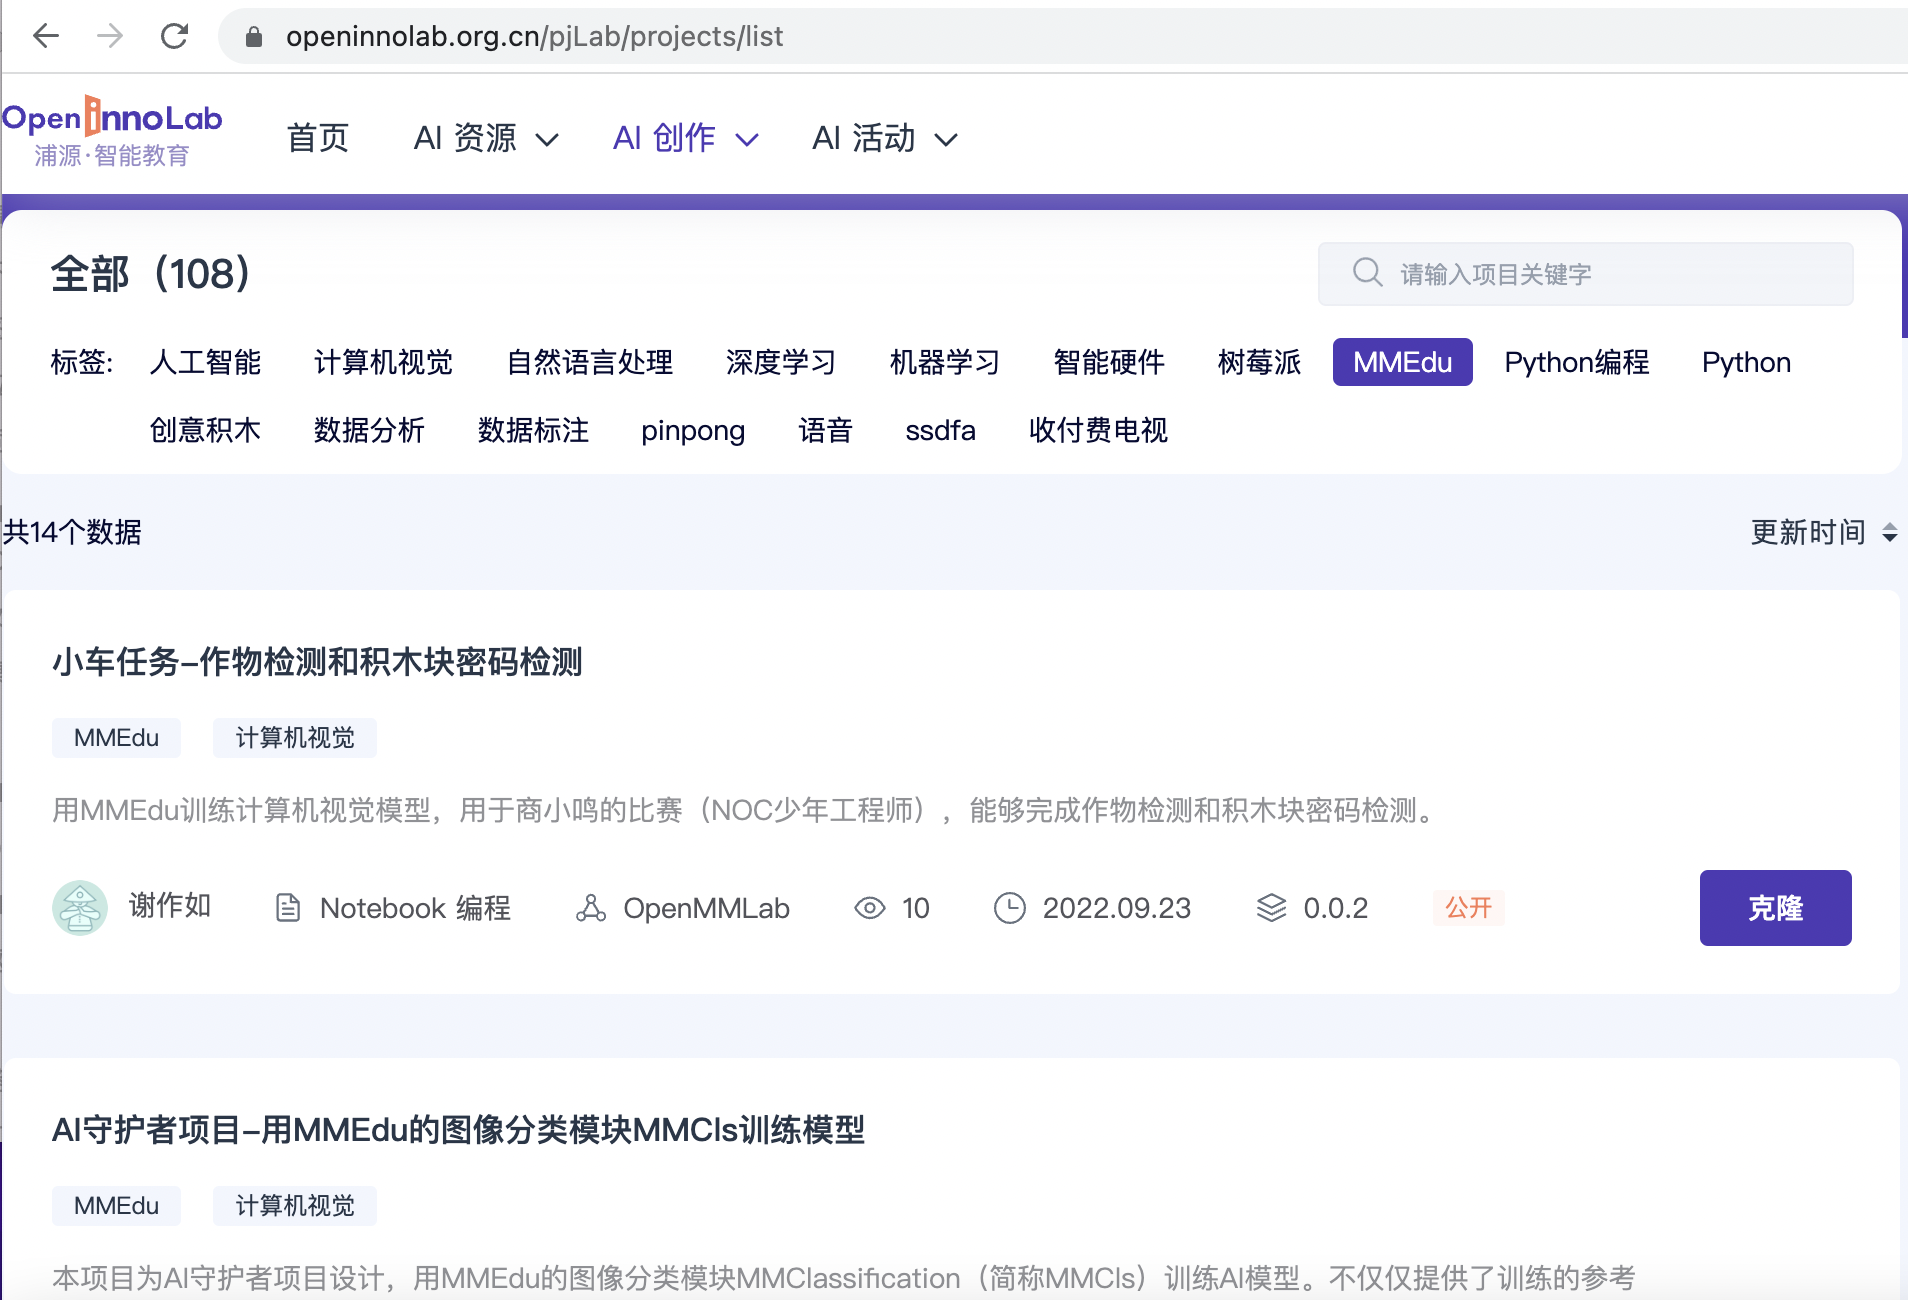 openinnolab.org.cn/pjLab/projects/list
OpenInnoLab
浦源·智能教育
首页 AI 资源 AI 创作 AI 活动
全部（108）
请输入项目关键字
标签: 人工智能 计算机视觉 自然语言处理 深度学习 机器学习 智能硬件 树莓派 MMEdu Python编程 Python
创意积木 数据分析 数据标注 pinpong 语音 ssdfa 收付费电视
共14个数据 更新时间
小车任务–作物检测和积木块密码检测
MMEdu 计算机视觉
用MMEdu训练计算机视觉模型，用于商小鸣的比赛（NOC少年工程师），能够完成作物检测和积木块密码检测。
谢作如 Notebook 编程 OpenMMLab 10 2022.09.23 0.0.2 公开 克隆
AI守护者项目–用MMEdu的图像分类模块MMCls训练模型
MMEdu 计算机视觉
本项目为AI守护者项目设计，用MMEdu的图像分类模块MMClassification（简称MMCls）训练AI模型。不仅仅提供了训练的参考